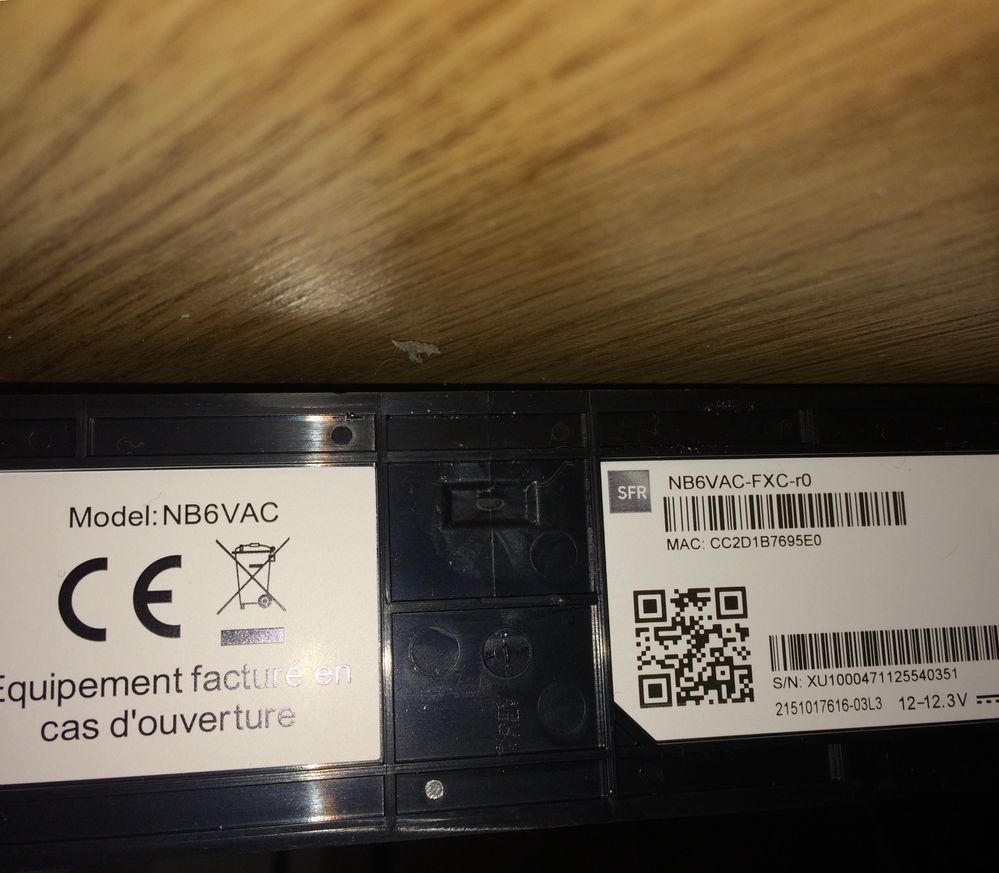 Model: NB6VAC
CE
Equipement facturé en
cas d'ouverture
SFR
NB6VAC-FXC-r0
MAC: CC2D1B7695E0
S/N: XU1000471125540351
2151017616-03L3 12-12.3V